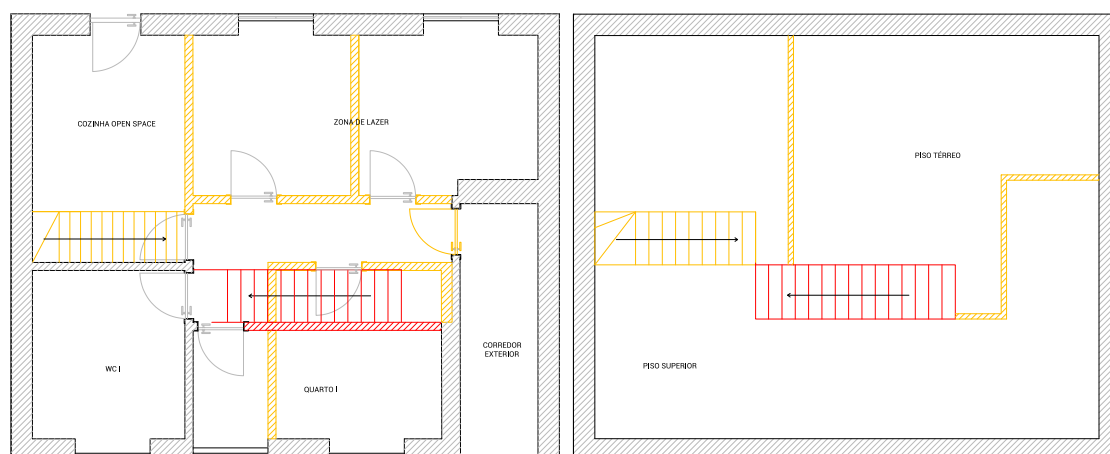 COZINHA OPEN SPACE
ZONA DE LAZER
PISO TÉRREO
CORREDOR
EXTERIOR
WC I
QUARTO I
PISO SUPERIOR